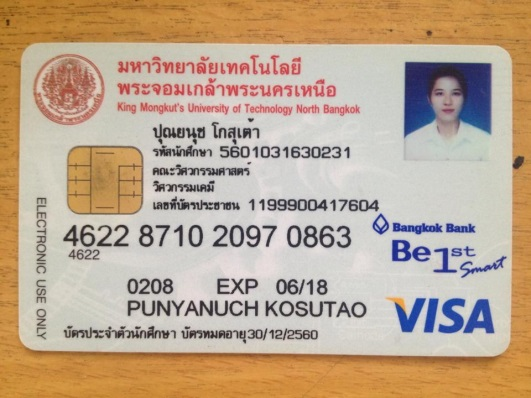 มหาวิทยาลัยเทคโนโลยี
พระจอมเกล้าพระนครเหนือ
King Mongkut's University of Technology North Bangkok
ปุณยนุช โกสุเต๋า
รหัสนักศึกษา 5601031630231
คณะวิศวกรรมศาสตร์
วิศวกรรมเคมี
เลขที่บัตรประชาชน 1199900417604
Bangkok Bank
Be 1st Smart
4622 8710 2097 0863
4622
0208 EXP 06/18
PUNYANUCH KOSUTAO
VISA
บัตรประจำตัวนักศึกษา บัตรหมดอายุ 30/12/2560
ELECTRONIC USE ONLY